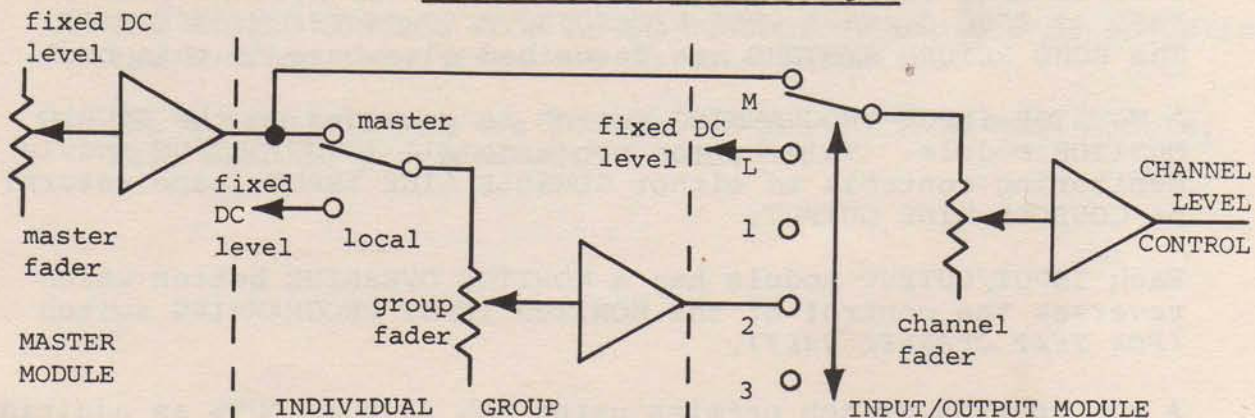 fixed DC
level
master
fader
MASTER
MODULE
master
fixed
DC
level
local
group
fader
INDIVIDUAL GROUP
fixed DC
level
M
L
1
2
3
channel
fader
CHANNEL
LEVEL
CONTROL
INPUT/OUTPUT MODULE